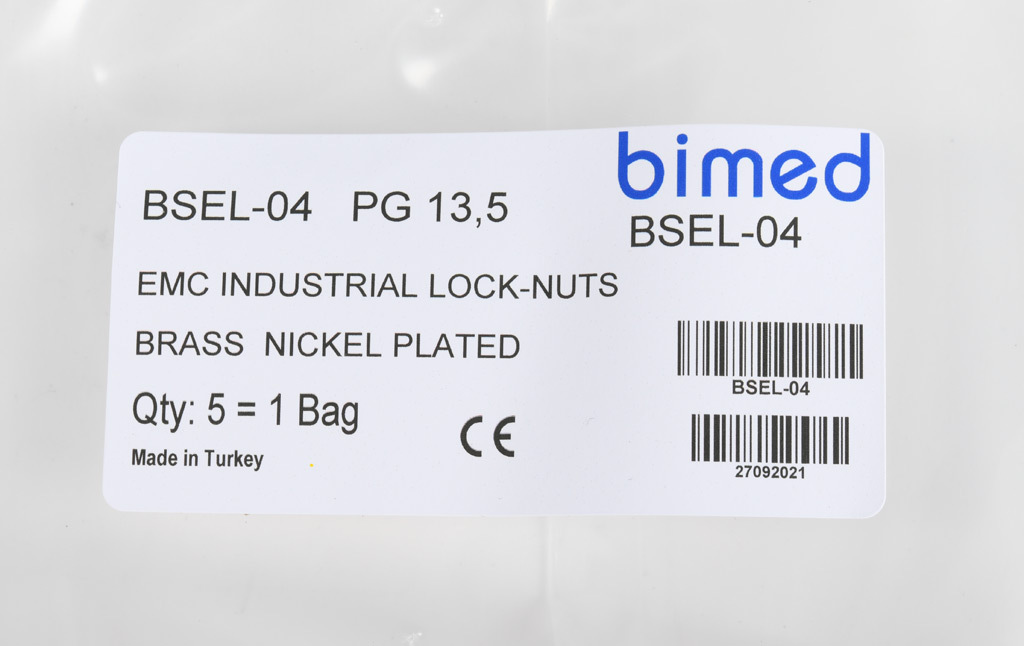 bimed
BSEL-04 PG 13,5
BSEL-04
EMC INDUSTRIAL LOCK-NUTS
BRASS NICKEL PLATED
BSEL-04
Qty: 5 = 1 Bag
CE
Made in Turkey
27092021